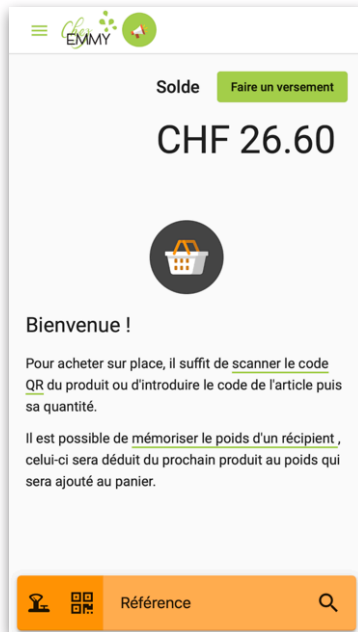 Chez
EMMY
Solde
Faire un versement
CHF 26.60
Bienvenue !
Pour acheter sur place, il suffit de scanner le code
QR du produit ou d'introduire le code de l'article puis
sa quantité.
Il est possible de mémoriser le poids d'un récipient ,
celui-ci sera déduit du prochain produit au poids qui
sera ajouté au panier.
Référence